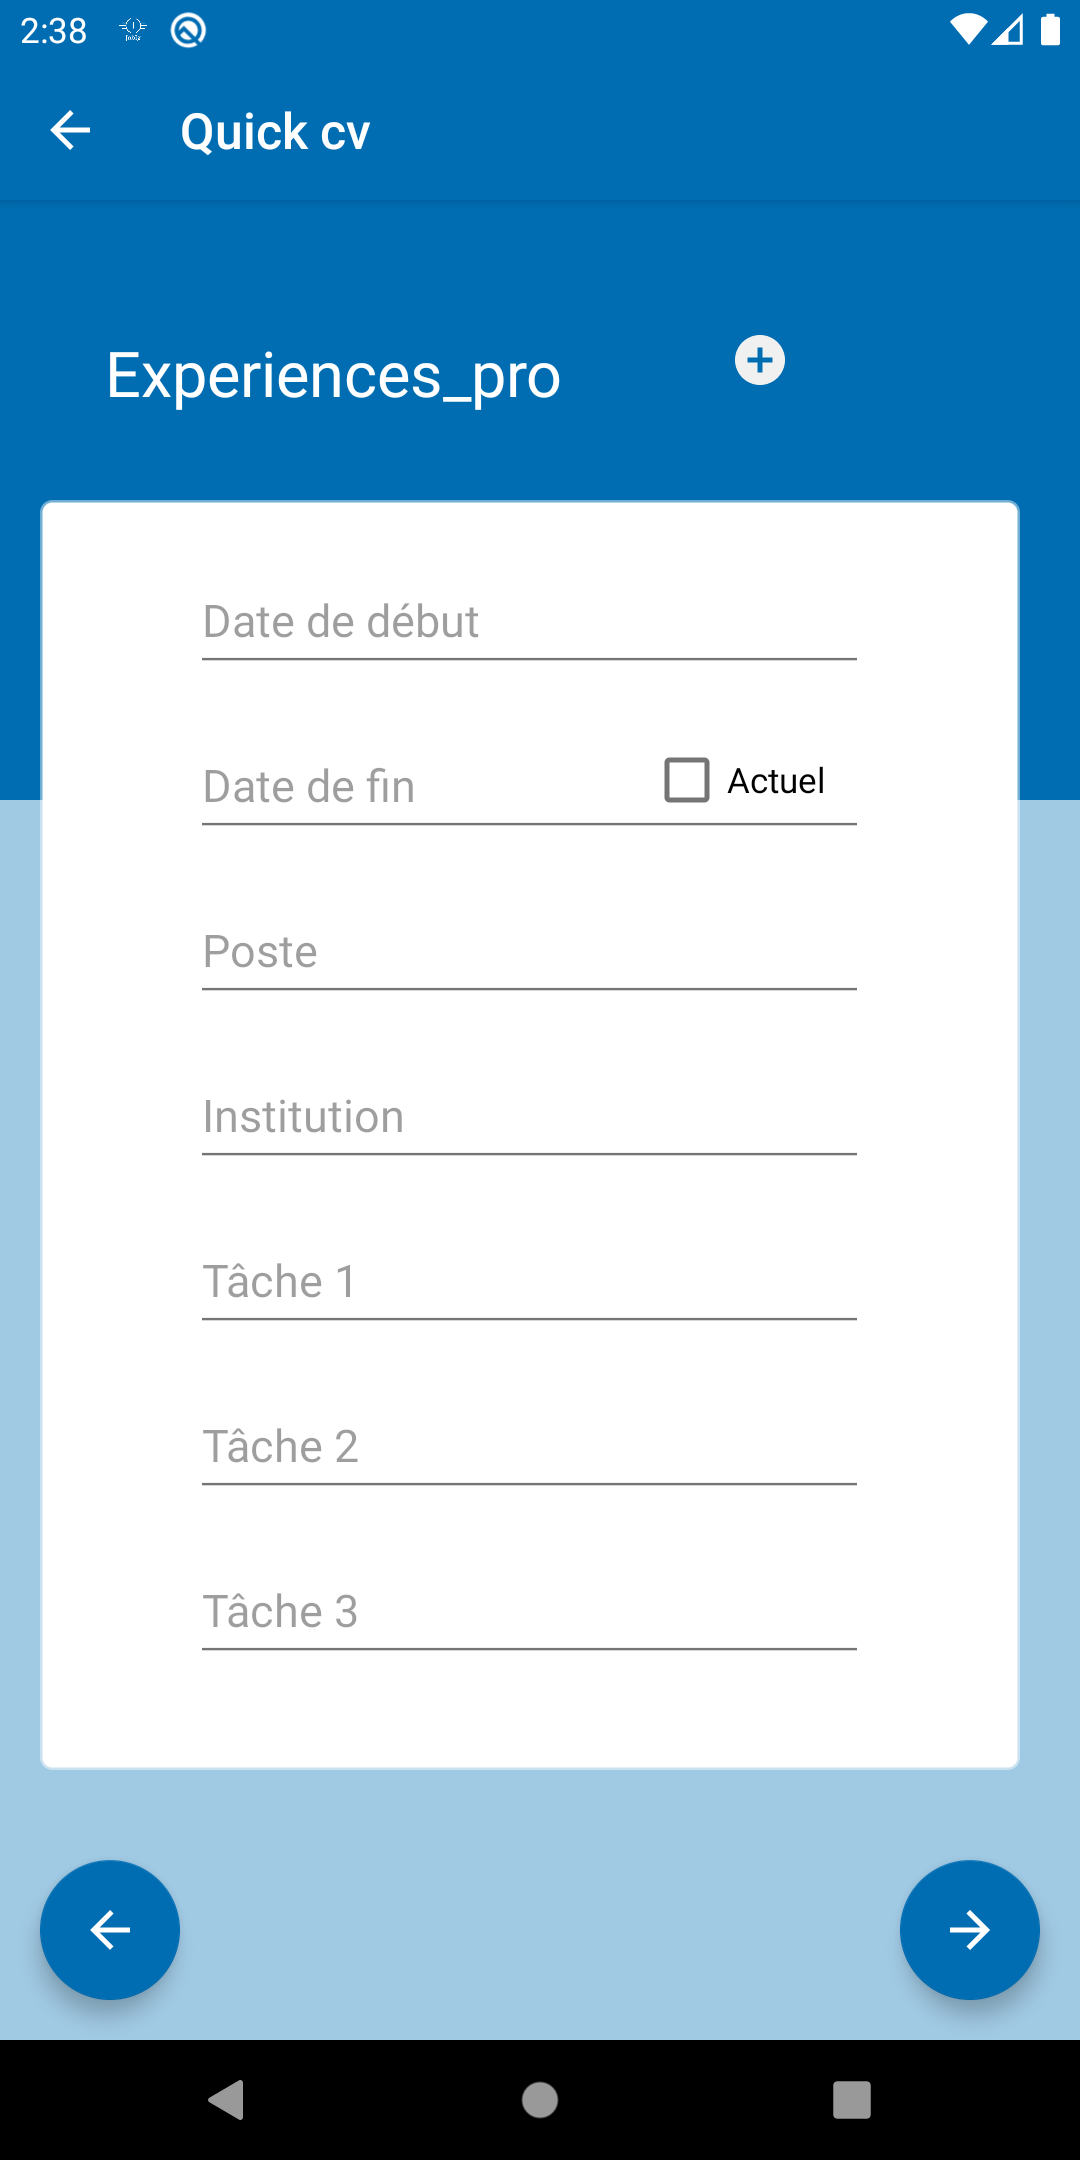 2:38
Quick cv
Experiences_pro
Date de début
Date de fin
Actuel
Poste
Institution
Tâche 1
Tâche 2
Tâche 3